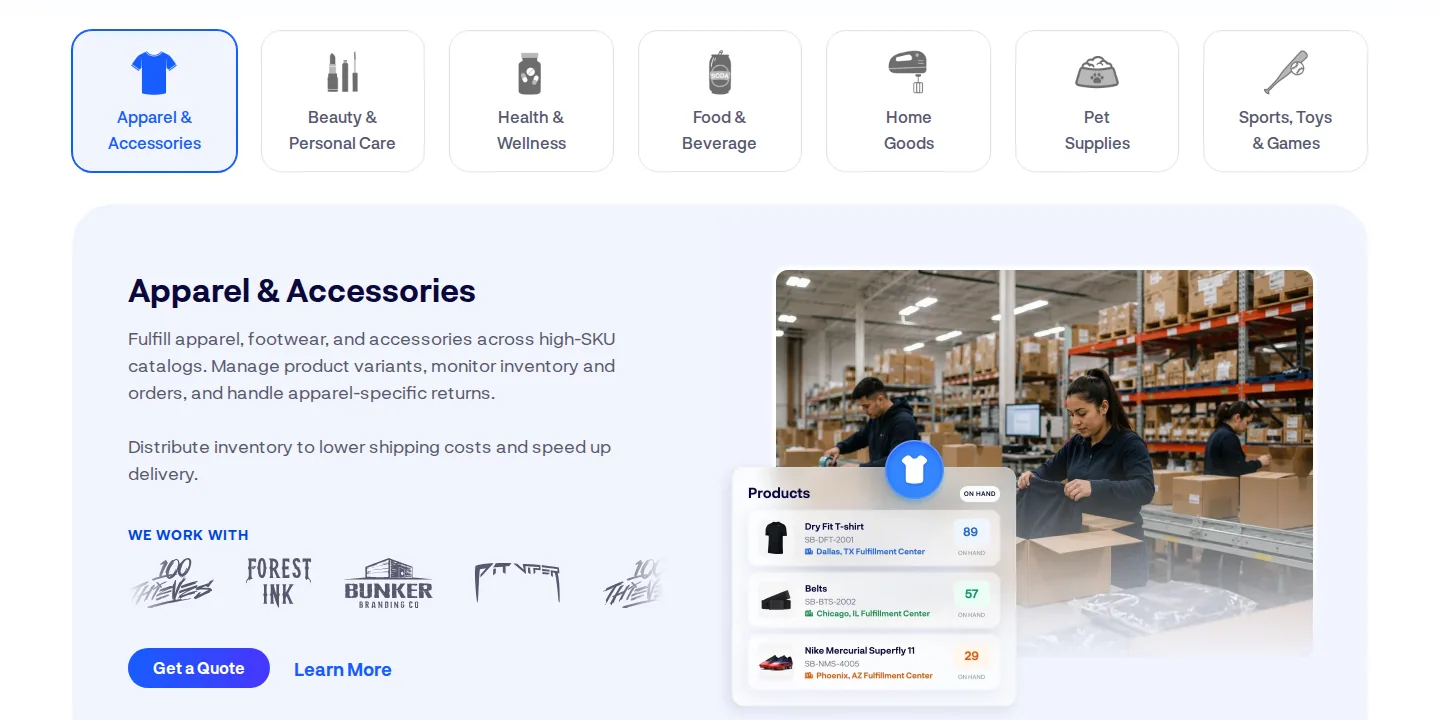 SODA
Apparel &
Accessories
Beauty &
Personal Care
Health &
Wellness
Food &
Beverage
Home
Goods
Pet
Supplies
Sports, Toys
& Games
Apparel & Accessories
Fulfill apparel, footwear, and accessories across high-SKU
catalogs. Manage product variants, monitor inventory and
orders, and handle apparel-specific returns.
Distribute inventory to lower shipping costs and speed up
delivery.
WE WORK WITH
100
THIEVES
FOREST
INK
BUNKER
BRANDING CO
PIT VIPER
100
THIEVES
Get a Quote
Learn More
Products
ON HAND
Dry Fit T-shirt
SB-DFT-2001
Dallas, TX Fulfillment Center
89
ON HAND
Belts
SB-BTS-2002
Chicago, IL Fulfillment Center
57
ON HAND
Nike Mercurial Superfly 11
SB-NMS-4005
Phoenix, AZ Fulfillment Center
29
ON HAND